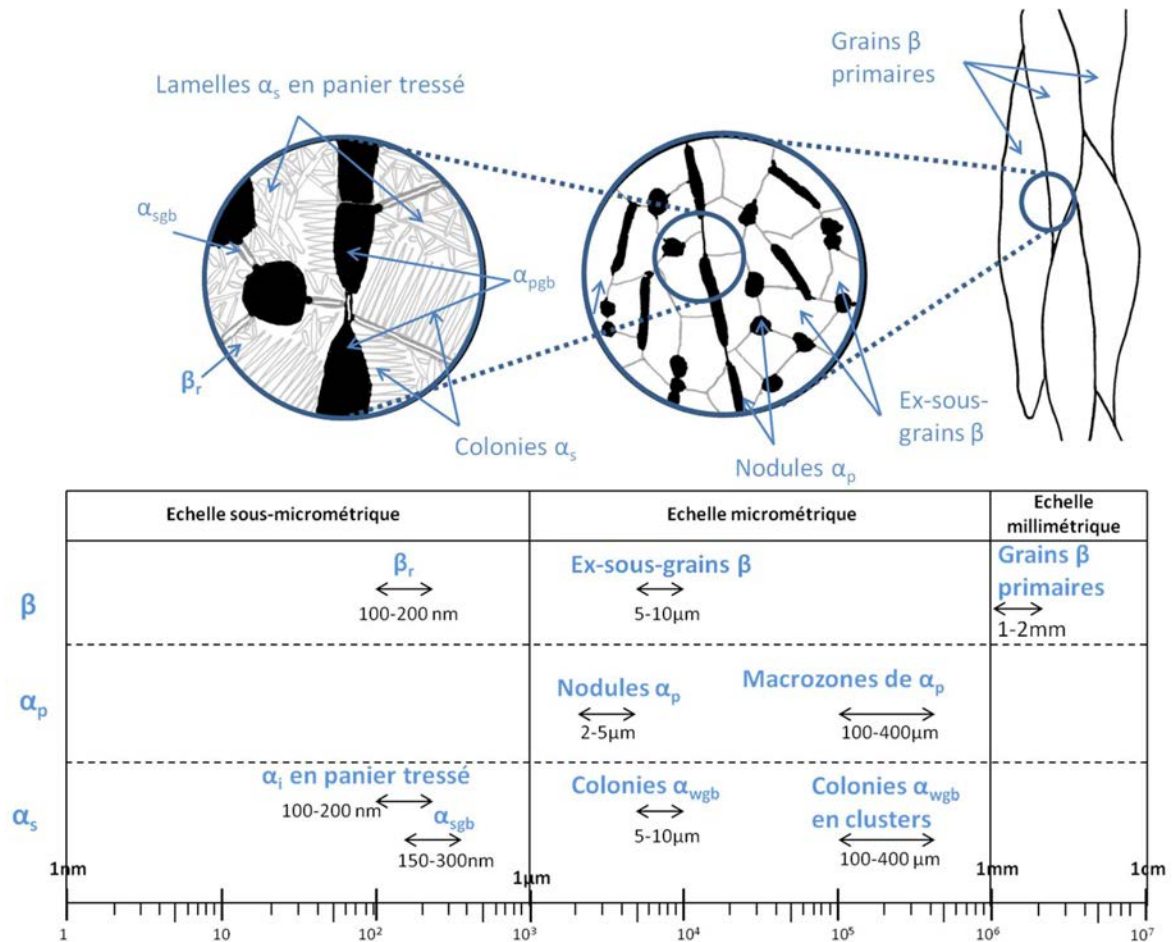 Grains β
primaires
Lamelles αs en panier tressé
αsgb
αpgb
βr
Colonies αs
Ex-sous-
grains β
Nodules αp
Echelle sous-micrométrique
Echelle micrométrique
Echelle
millimétrique
β
βr
100-200 nm
Ex-sous-grains β
5-10µm
Grains β
primaires
1-2mm
αp
Nodules αp
2-5µm
Macrozones de αp
100-400µm
αs
αi en panier tressé
100-200 nm
αsgb
150-300nm
Colonies αwgb
5-10µm
Colonies αwgb
en clusters
100-400 µm
1nm
1µm
1mm
1cm
1
10
10²
10³
10⁴
10⁵
10⁶
10⁷